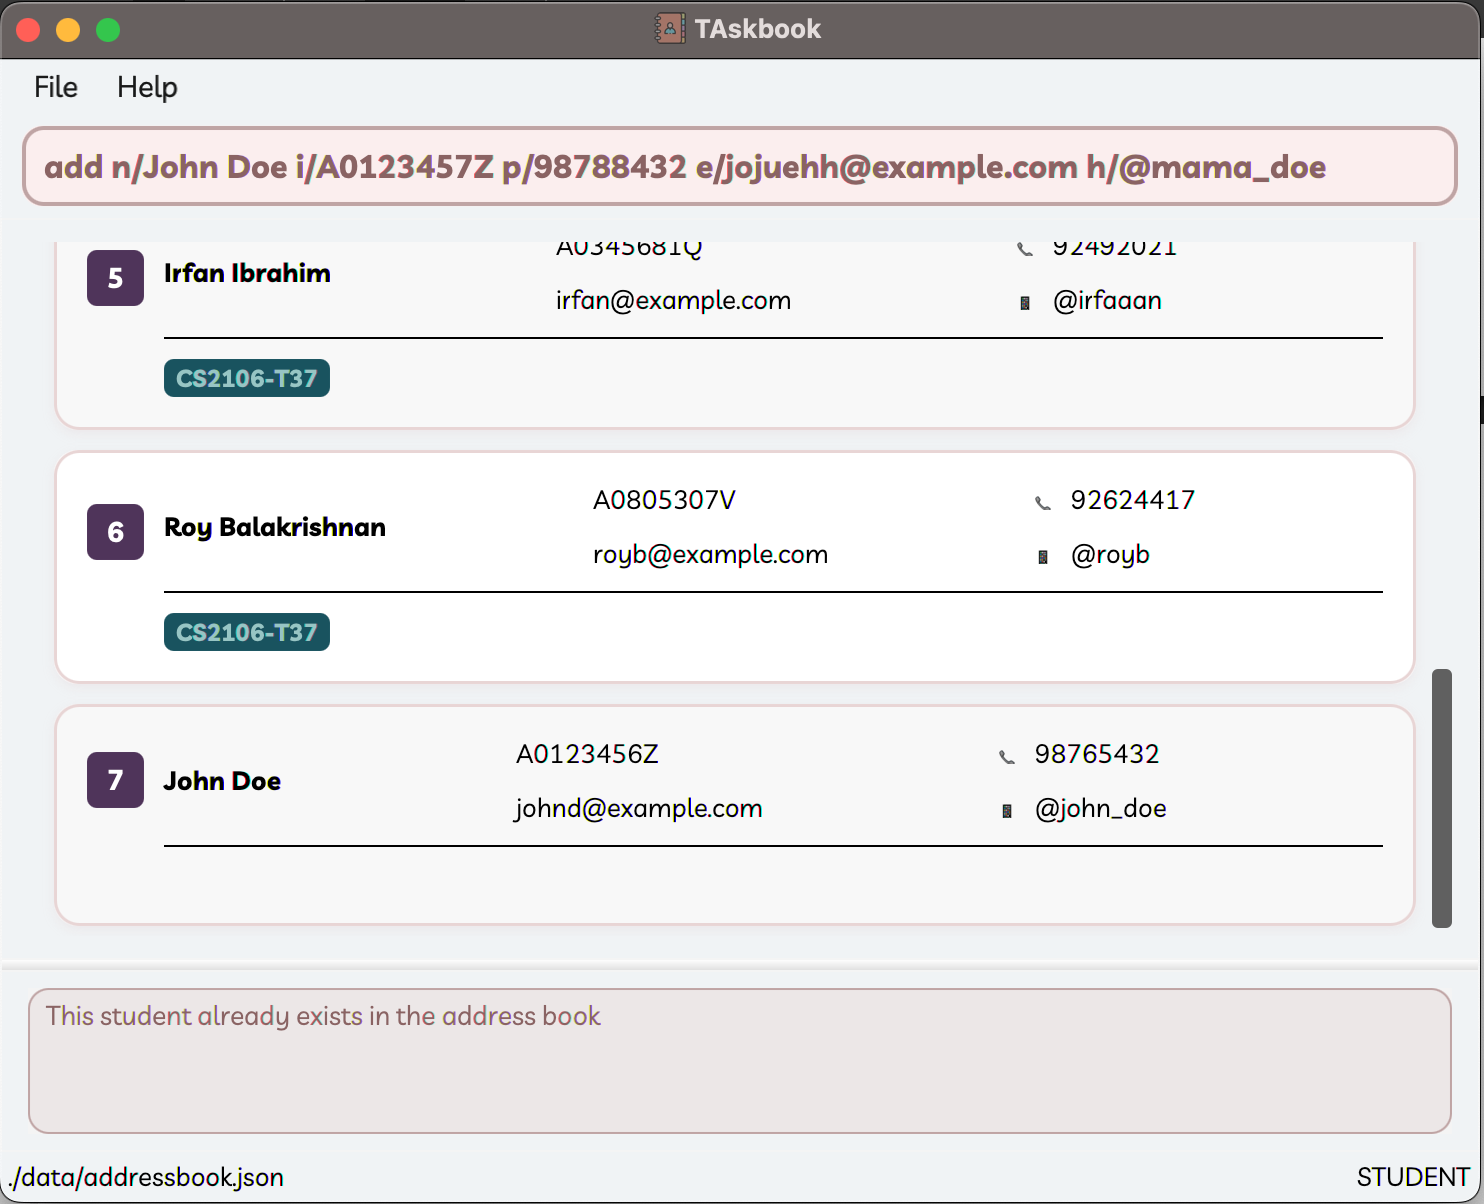 TAskbook
File Help
add n/John Doe i/A0123457Z p/98788432 e/jojuehh@example.com h/@mama_doe
A0345681Q 92492021
5 Irfan Ibrahim
irfan@example.com @irfaaan
CS2106-T37
A0805307V 92624417
6 Roy Balakrishnan
royb@example.com @royb
CS2106-T37
A0123456Z 98765432
7 John Doe
johnd@example.com @john_doe
This student already exists in the address book
./data/addressbook.json STUDENT